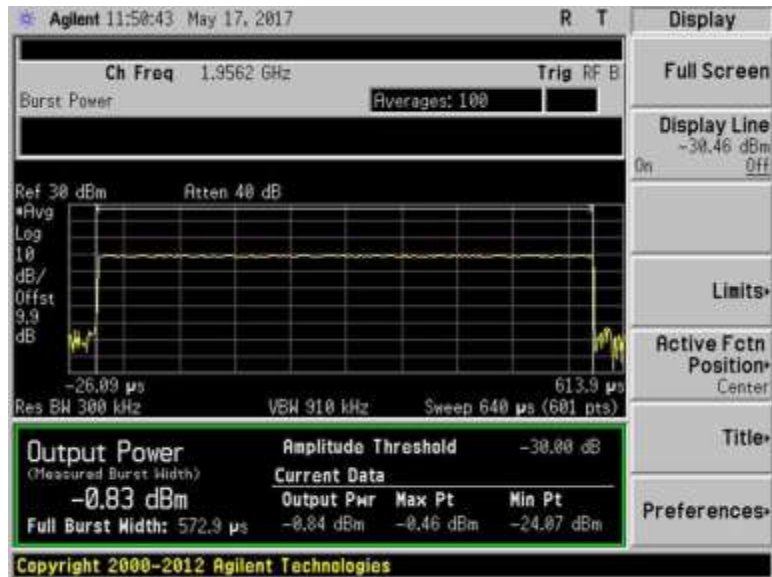 Agilent 11:50:43 May 17, 2017 R T
Display
Ch Freq 1.9562 GHz Trig RF B
Full Screen
Burst Power Averages: 100
Display Line
-30.46 dBm
On Off
Ref 30 dBm Atten 40 dB
*Avg
Log
10
dB/
Offst
9.9
dB
Limits
Active Fctn
Position
Center
-26.09 µs 613.9 µs
Res BW 300 kHz VBW 910 kHz Sweep 640 µs (601 pts)
Title
Output Power
(Measured Burst Width)
-0.83 dBm
Full Burst Width: 572.9 µs
Amplitude Threshold -30.00 dB
Current Data
Output Pwr Max Pt Min Pt
-0.84 dBm -0.46 dBm -24.07 dBm
Preferences
Copyright 2000-2012 Agilent Technologies